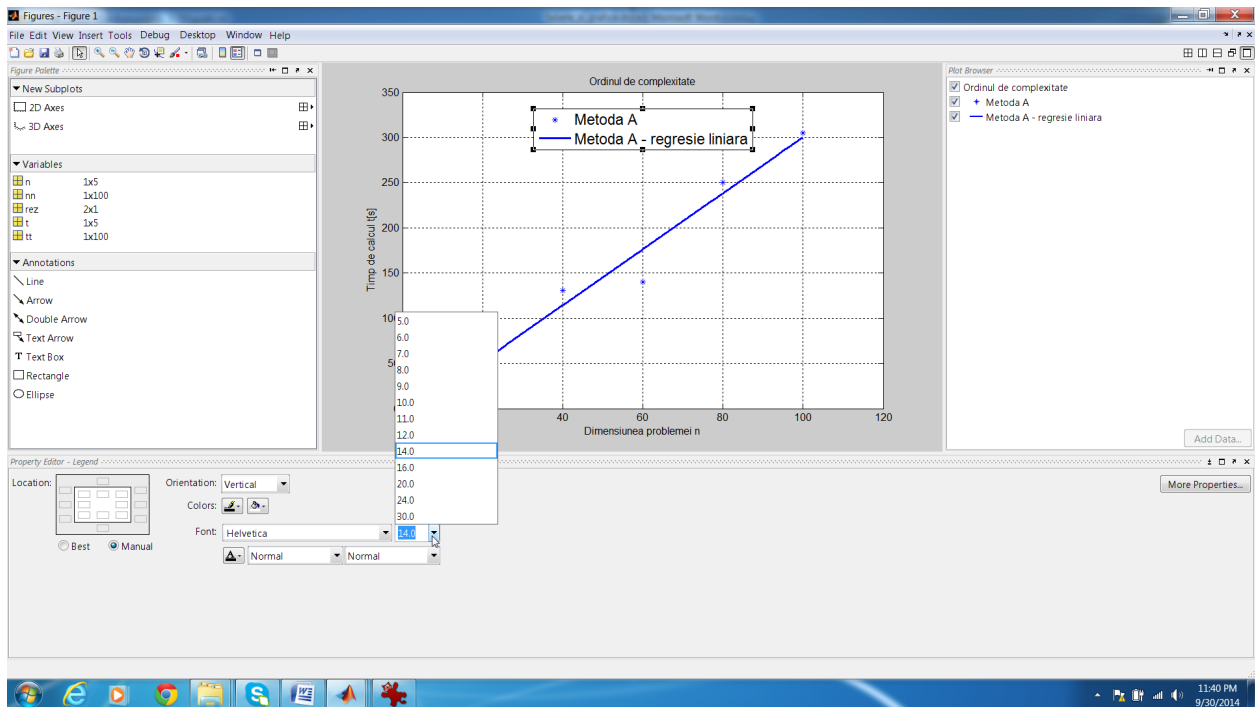 Figures - Figure 1
File Edit View Insert Tools Debug Desktop Window Help
Figure Palette
New Subplots
2D Axes
3D Axes
Variables
n 1x5
nn 1x100
rez 2x1
t 1x5
tt 1x100
Annotations
Line
Arrow
Double Arrow
Text Arrow
T Text Box
Rectangle
Ellipse
Ordinul de complexitate
Metoda A
Metoda A - regresie liniara
350
300
250
200
150
10
5
Timp de calcul t[s]
40 60 80 100 120
Dimensiunea problemei n
Plot Browser
Ordinul de complexitate
Metoda A
Metoda A - regresie liniara
Add Data...
Property Editor - Legend
Location:
Best Manual
Orientation: Vertical
Colors:
Font: Helvetica 14.0
A Normal Normal
5.0
6.0
7.0
8.0
9.0
10.0
11.0
12.0
14.0
16.0
20.0
24.0
30.0
More Properties...
11:40 PM
9/30/2014